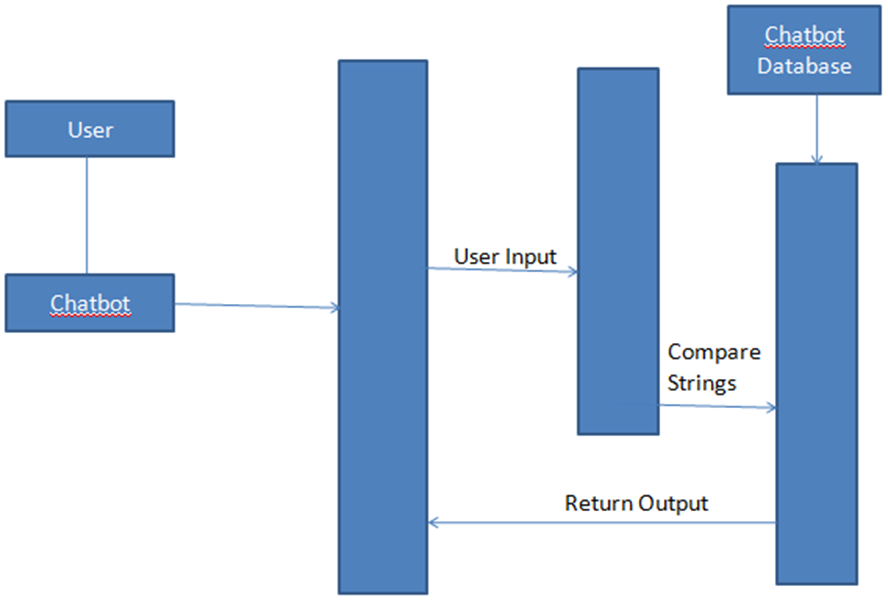 Chatbot
Database
User
User Input
Chatbot
Compare
Strings
Return Output